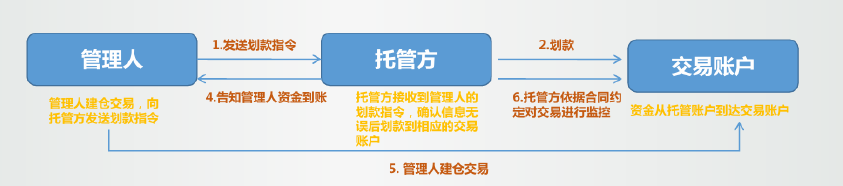 1.发送划款指令
2.划款
管理人
托管方
交易账户
4.告知管理人资金到账
6.托管方依据合同约
定对交易进行监控
管理人建仓交易，向
托管方发送划款指令
托管方接收到管理人的
划款指令，确认信息无
误后划款到相应的交易
账户
资金从托管账户到达交易账户
5. 管理人建仓交易